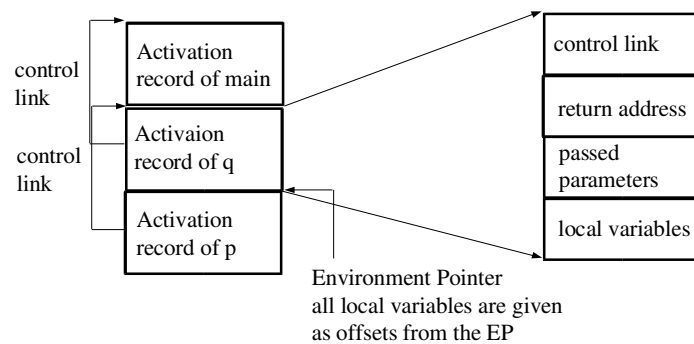 Activation
record of main
control
link
Activaion
record of q
control
link
Activation
record of p
Environment Pointer
all local variables are given
as offsets from the EP
control link
return address
passed
parameters
local variables